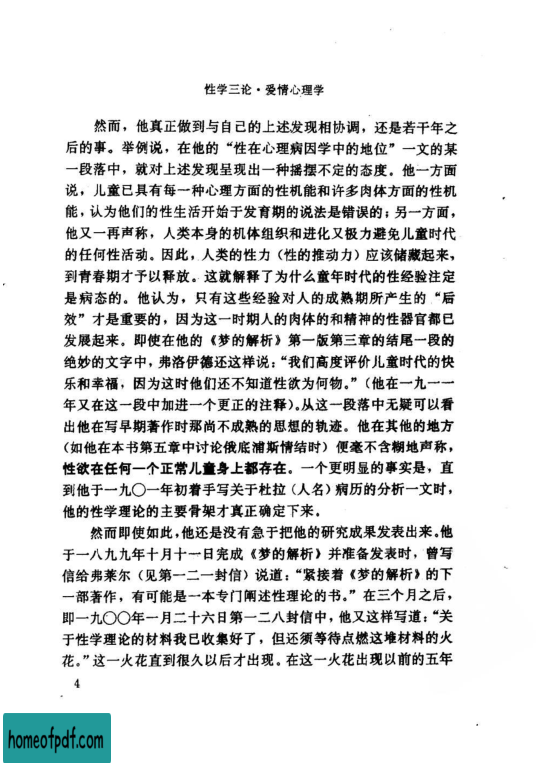 性学三论·爱情心理学
然而，他真正做到与自己的上述发现相协调，还是若干年之
后的事。举例说，在他的“性在心理病因学中的地位”一文的某
一段落中，就对上述发现呈现出一种摇摆不定的态度。他一方面
说，儿童已具有每一种心理方面的性机能和许多肉体方面的性机
能，认为他们的性生活开始于发育期的说法是错误的；另一方面，
他又一再声称，人类本身的机体组织和进化又极力避免儿童时代
的任何性活动。因此，人类的性力（性的推动力）应该储藏起来，
到青春期才予以释放。这就解释了为什么童年时代的性经验注定
是病态的。他认为，只有这些经验对人的成熟期所产生的“后
效”才是重要的，因为这一时期人的肉体的和精神的性器官都已
发展起来。即使在他的《梦的解析》第一版第三章的结尾一段的
绝妙的文字中，弗洛伊德还这样说：“我们高度评价儿童时代的快
乐和幸福，因为这时他们还不知道性欲为何物。”（他在一九一一
年又在这一段中加进一个更正的注释）。从这一段落中无疑可以看
出他在写早期著作时那尚不成熟的思想的轨迹。他在其他的地方
（如他在本书第五章中讨论俄底浦斯情结时）便毫不含糊地声称，
性欲在任何一个正常儿童身上都存在。一个更明显的事实是，直
到他于一九〇一年初着手写关于杜拉（人名）病历的分析一文时，
他的性学理论的主要骨架才真正确定下来。
然而即使如此，他还是没有急于把他的研究成果发表出来。他
于一八九九年十月十一日完成《梦的解析》并准备发表时，曾写
信给弗莱尔（见第一二一封信）说道：“紧接着《梦的解析》的下
一部著作，有可能是一本专门阐述性理论的书。”在三个月之后，
即一九〇〇年一月二十六日第一二八封信中，他又这样写道：“关
于性学理论的材料我已收集好了，但还须等待点燃这堆材料的火
花。”这一火花直到很久以后才出现。在这一火花出现以前的五年
4
homeofpdf.com